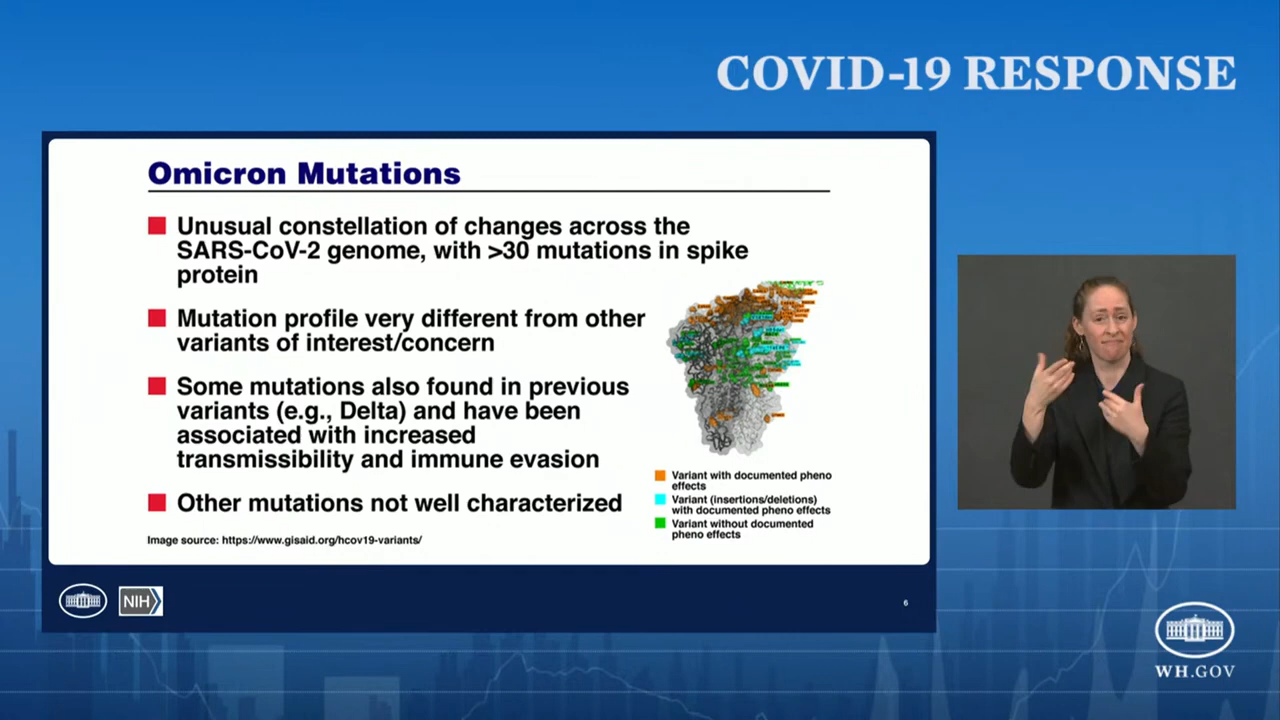 COVID-19 RESPONSE
Omicron Mutations
Unusual constellation of changes across the
SARS-CoV-2 genome, with >30 mutations in spike
protein
Mutation profile very different from other
variants of interest/concern
Some mutations also found in previous
variants (e.g., Delta) and have been
associated with increased
transmissibility and immune evasion
Other mutations not well characterized
Variant with documented pheno
effects
Variant (insertions/deletions)
with documented pheno effects
Variant without documented
pheno effects
Image source: https://www.gisaid.org/hcov19-variants/
NIH
6
WH.GOV